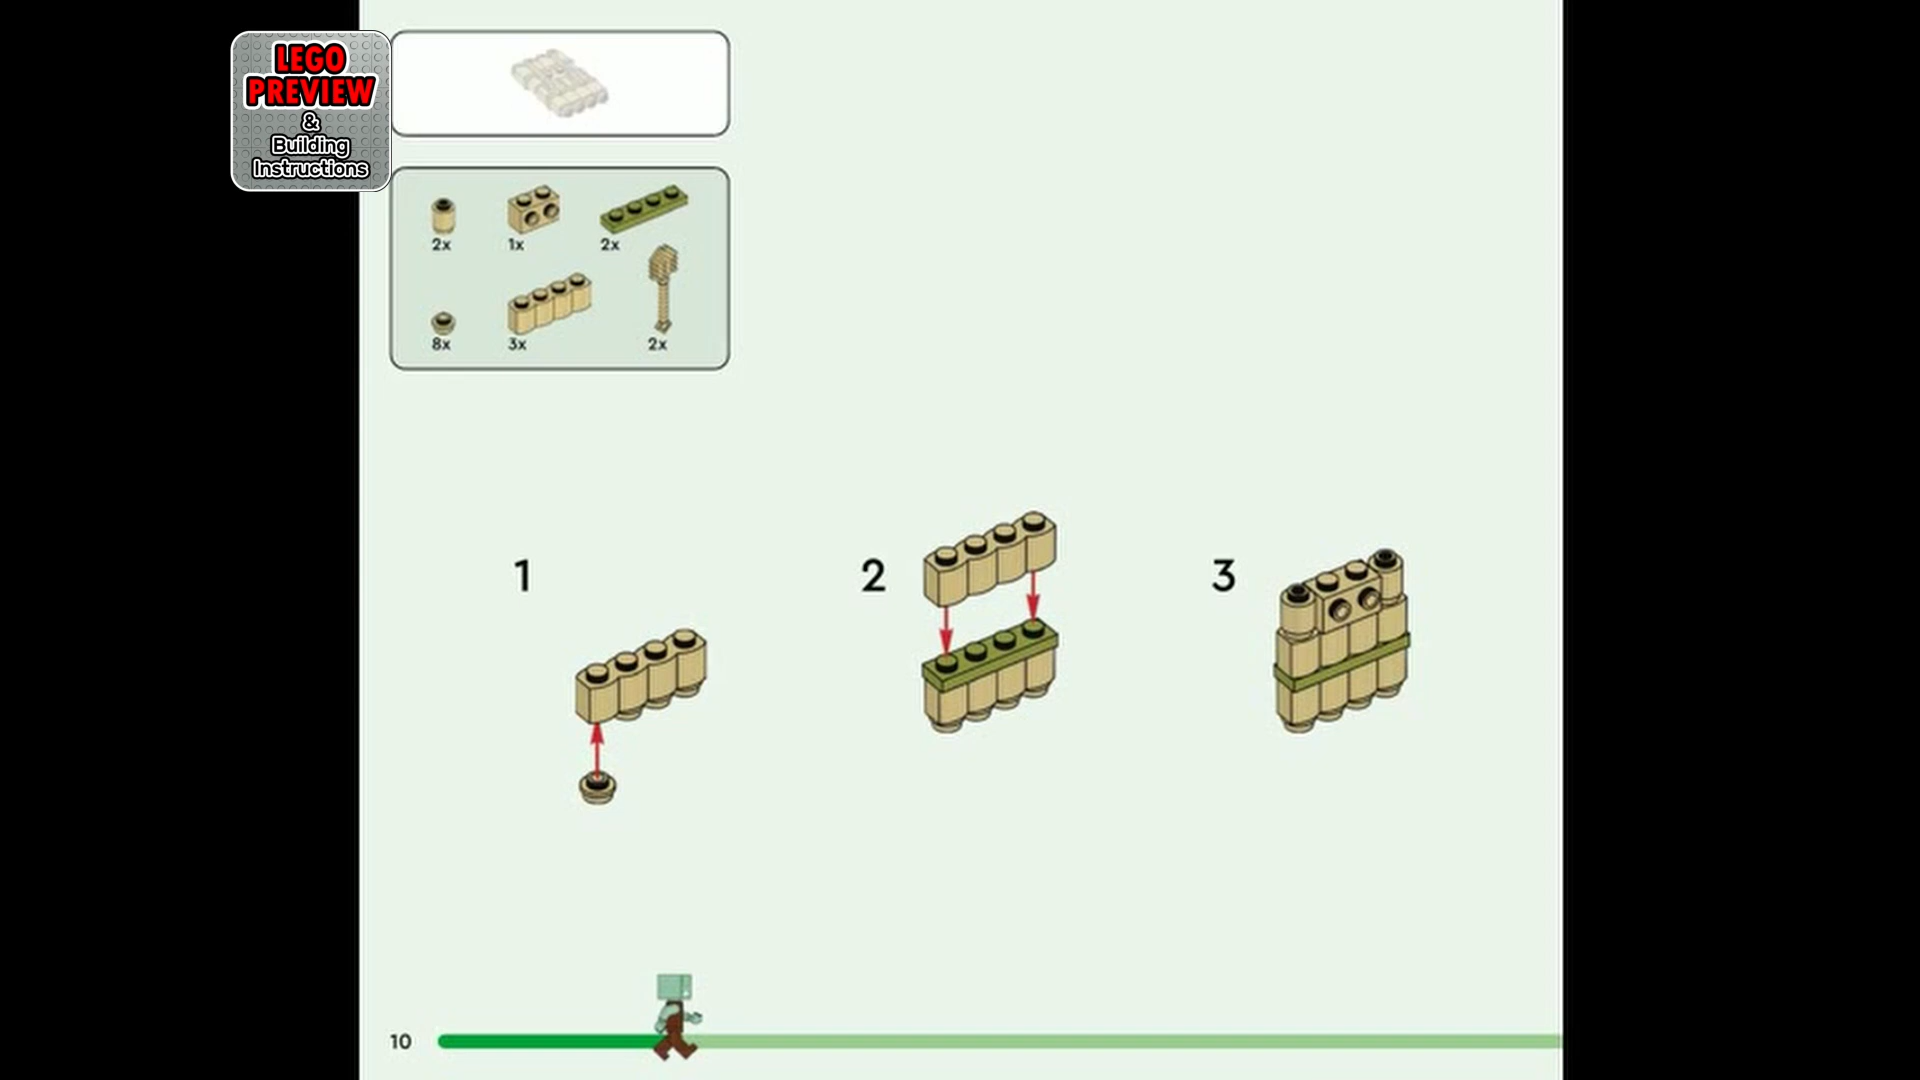 LEGO
PREVIEW
&
Building
Instructions
2x
1x
2x
8x
3x
2x
1
2
3
10